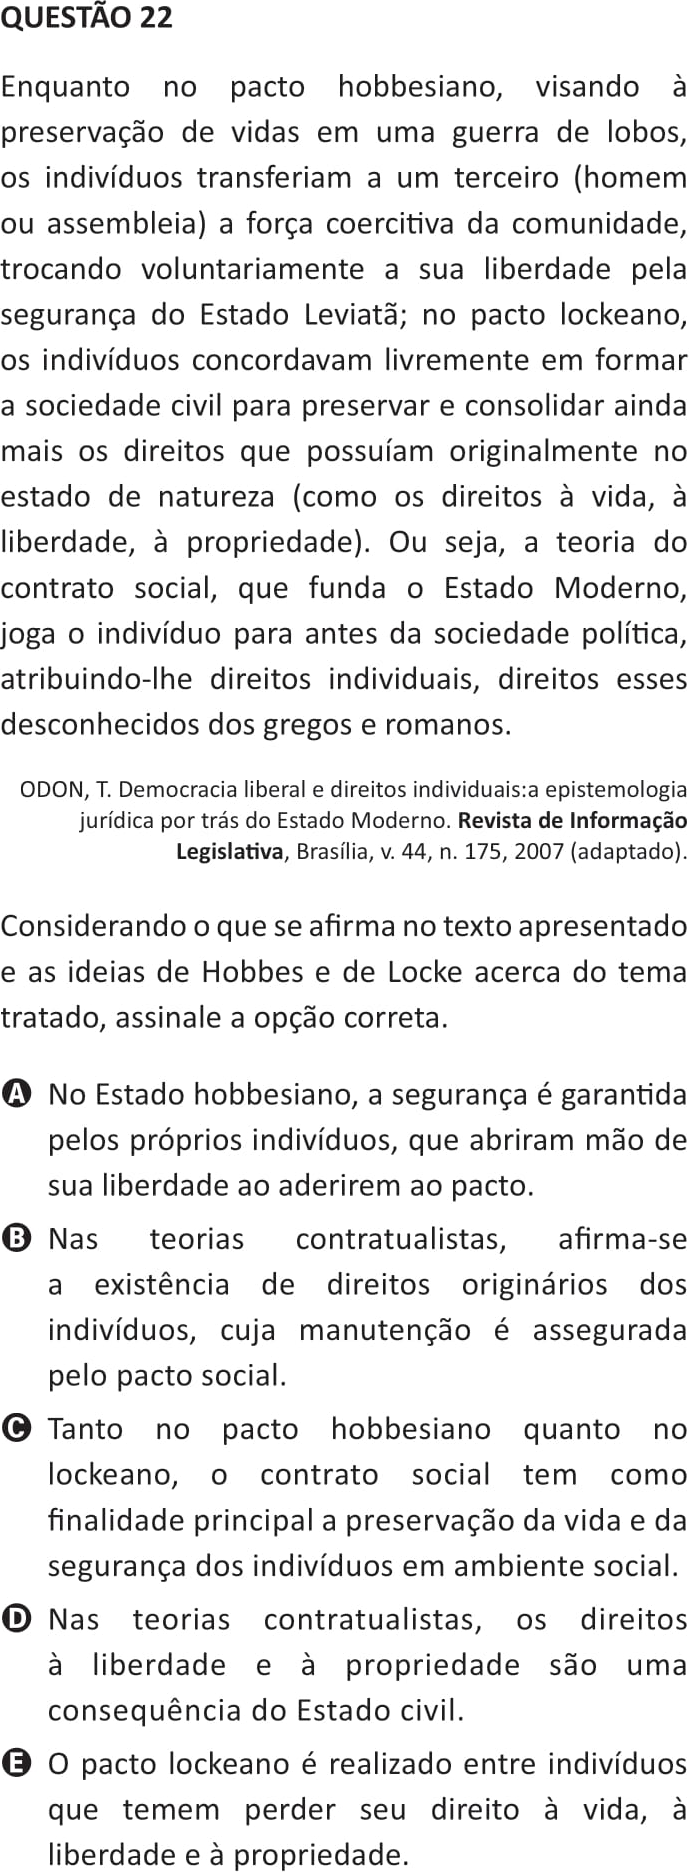 QUESTÃO 22
Enquanto no pacto hobbesiano, visando à
preservação de vidas em uma guerra de lobos,
os indivíduos transferiam a um terceiro (homem
ou assembleia) a força coercitiva da comunidade,
trocando voluntariamente a sua liberdade pela
segurança do Estado Leviatã; no pacto lockeano,
os indivíduos concordavam livremente em formar
a sociedade civil para preservar e consolidar ainda
mais os direitos que possuíam originalmente no
estado de natureza (como os direitos à vida, à
liberdade, à propriedade). Ou seja, a teoria do
contrato social, que funda o Estado Moderno,
joga o indivíduo para antes da sociedade política,
atribuindo-lhe direitos individuais, direitos esses
desconhecidos dos gregos e romanos.
ODON, T. Democracia liberal e direitos individuais:a epistemologia
jurídica por trás do Estado Moderno. Revista de Informação
Legislativa, Brasília, v. 44, n. 175, 2007 (adaptado).
Considerando o que se afirma no texto apresentado
e as ideias de Hobbes e de Locke acerca do tema
tratado, assinale a opção correta.
A No Estado hobbesiano, a segurança é garantida
pelos próprios indivíduos, que abriram mão de
sua liberdade ao aderirem ao pacto.
B Nas teorias contratualistas, afirma-se
a existência de direitos originários dos
indivíduos, cuja manutenção é assegurada
pelo pacto social.
C Tanto no pacto hobbesiano quanto no
lockeano, o contrato social tem como
finalidade principal a preservação da vida e da
segurança dos indivíduos em ambiente social.
D Nas teorias contratualistas, os direitos
à liberdade e à propriedade são uma
consequência do Estado civil.
E O pacto lockeano é realizado entre indivíduos
que temem perder seu direito à vida, à
liberdade e à propriedade.